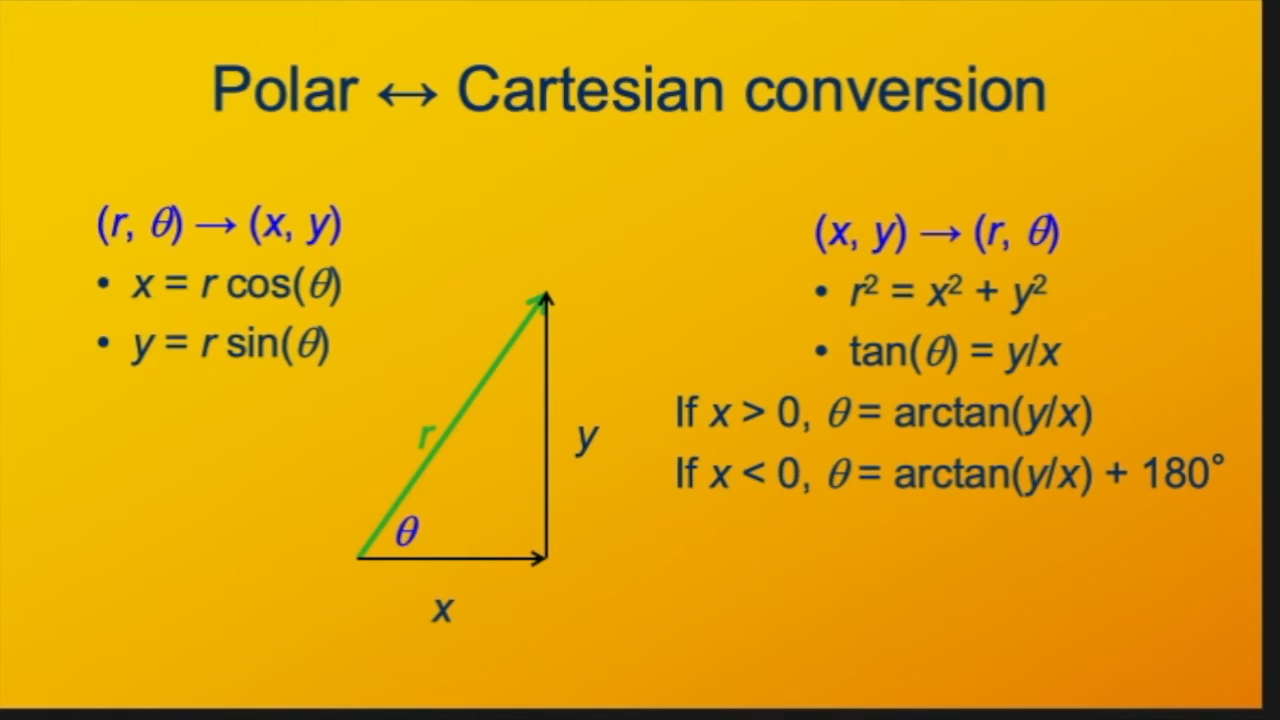 Polar ↔ Cartesian conversion
(r, θ) → (x, y)
• x = r cos(θ)
• y = r sin(θ)
(x, y) → (r, θ)
• r² = x² + y²
• tan(θ) = y/x
If x > 0, θ = arctan(y/x)
If x < 0, θ = arctan(y/x) + 180°
r
y
θ
x